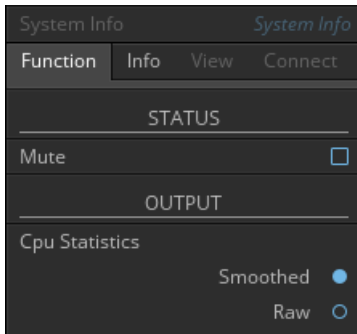 System Info System Info
Function Info View Connect
STATUS
Mute
OUTPUT
Cpu Statistics
Smoothed
Raw